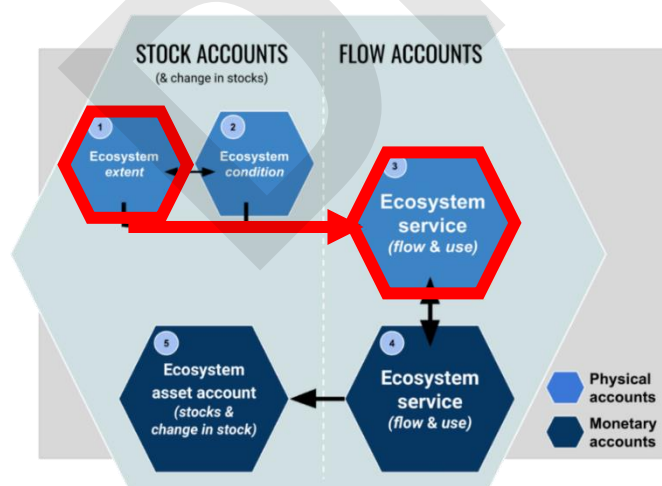 STOCK ACCOUNTS
(& change in stocks)
FLOW ACCOUNTS
1
Ecosystem
extent
2
Ecosystem
condition
3
Ecosystem
service
(flow & use)
5
Ecosystem
asset account
(stocks &
change in stock)
4
Ecosystem
service
(flow & use)
Physical
accounts
Monetary
accounts